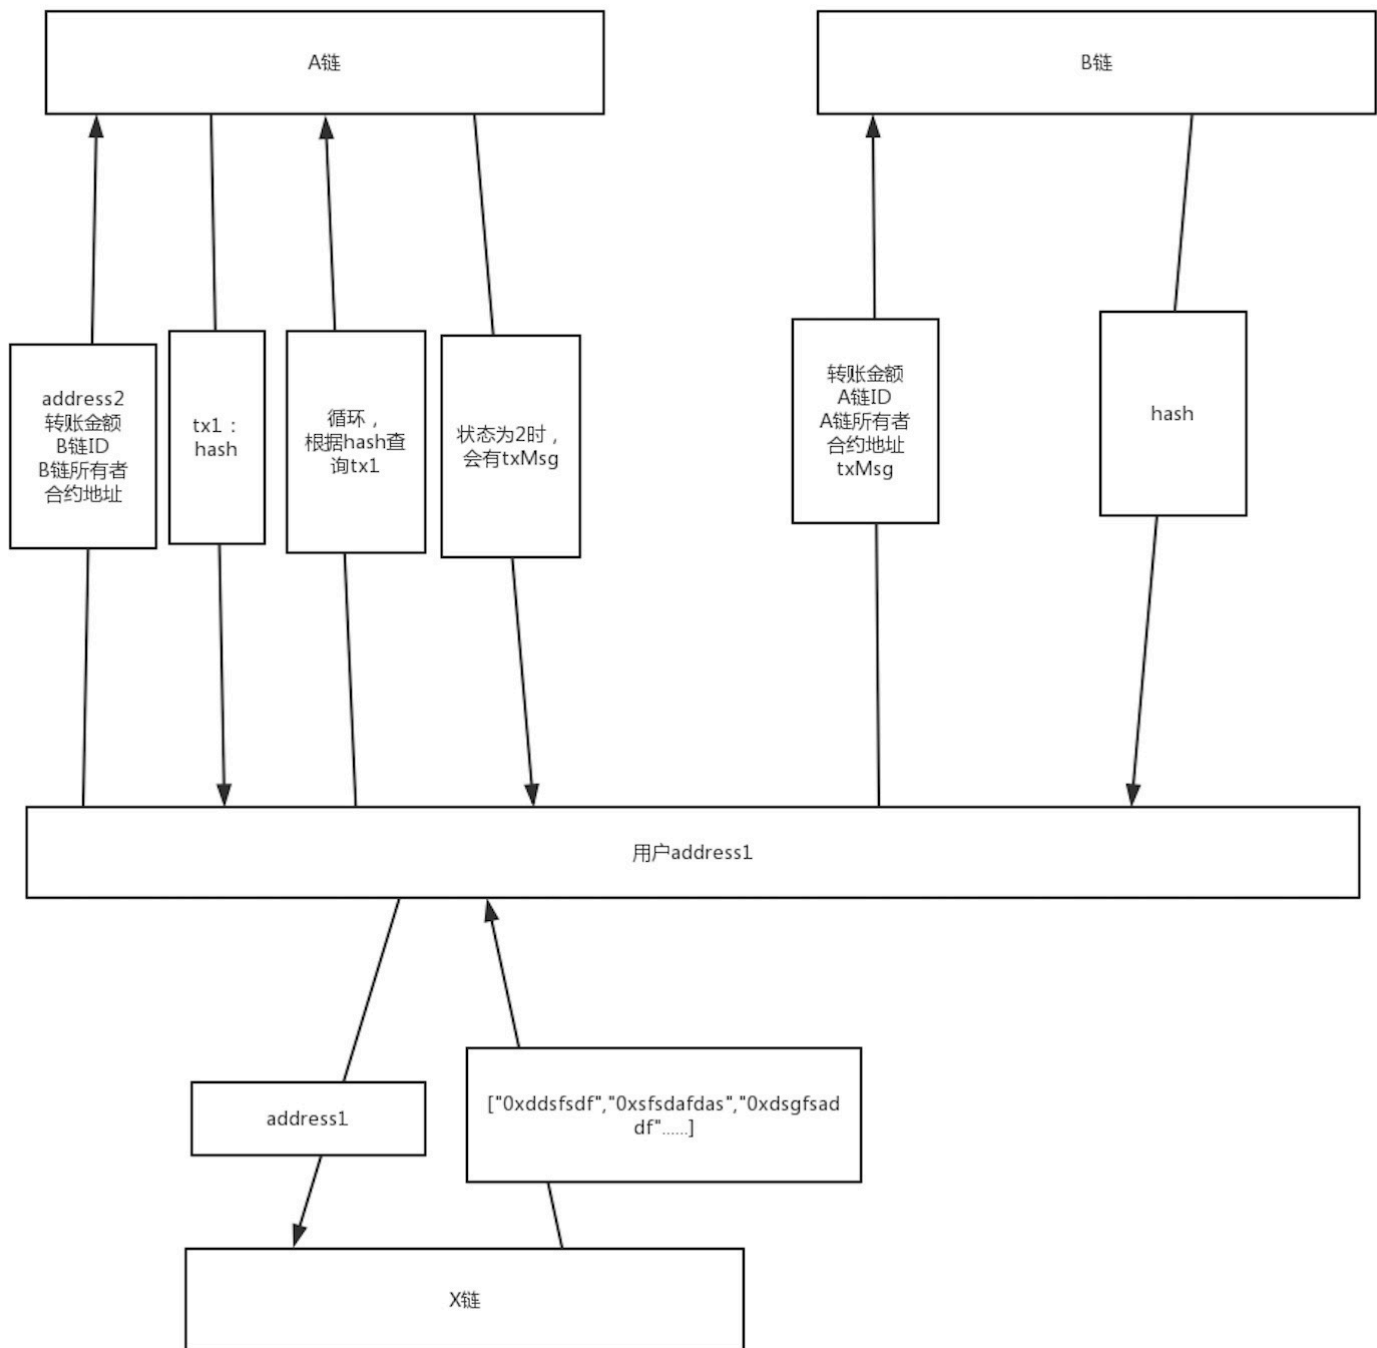 A链
B链
address2
转账金额
B链ID
B链所有者
合约地址
tx1：
hash
循环，
根据hash查
询tx1
状态为2时，
会有txMsg
转账金额
A链ID
A链所有者
合约地址
txMsg
hash
用户address1
address1
["0xddsfsdf","0xsfsdafdas","0xdsgfsad
df"......]
X链